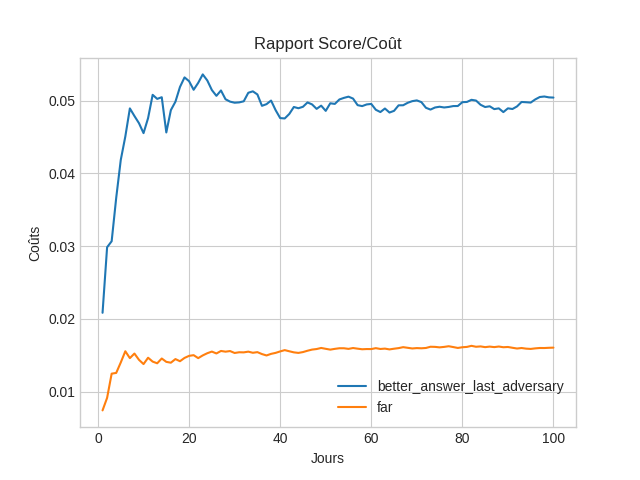 Rapport Score/Coût
Coûts
0.05
0.04
0.03
0.02
0.01
better_answer_last_adversary
far
0 20 40 60 80 100
Jours